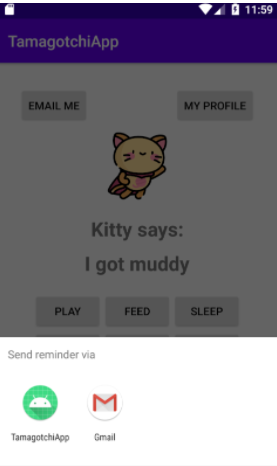 11:59
TamagotchiApp
EMAIL ME
MY PROFILE
Kitty says:
I got muddy
PLAY
FEED
SLEEP
Send reminder via
TamagotchiApp
Gmail